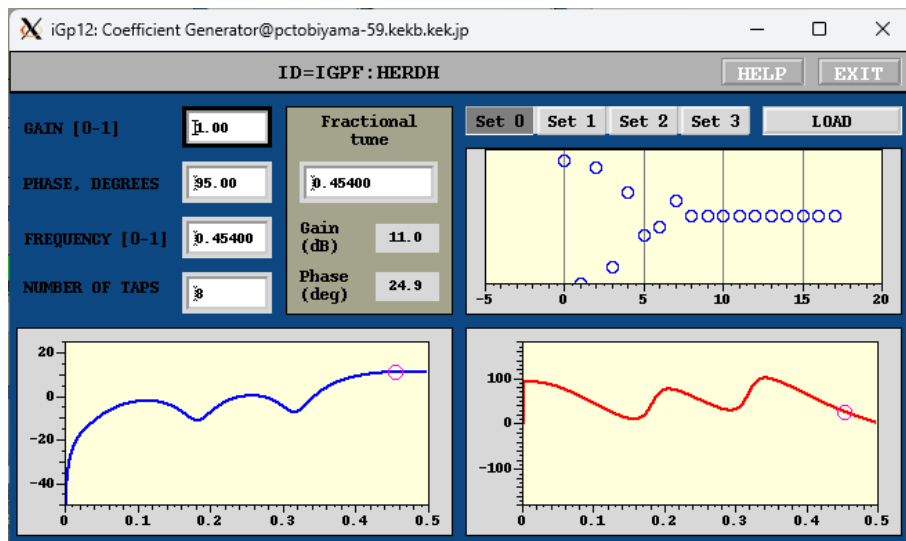 iGp12: Coefficient Generator@pctobiyama-59.kekb.kek.jp
ID=IGPF:HERDH
HELP
EXIT
GAIN [0-1]
1.00
PHASE, DEGREES
95.00
FREQUENCY [0-1]
0.45400
NUMBER OF TAPS
8
Fractional
tune
0.45400
Gain
(dB)
11.0
Phase
(deg)
24.9
Set 0
Set 1
Set 2
Set 3
LOAD
-5 0 5 10 15 20
20
0
-20
-40
0 0.1 0.2 0.3 0.4 0.5
100
0
-100
0 0.1 0.2 0.3 0.4 0.5